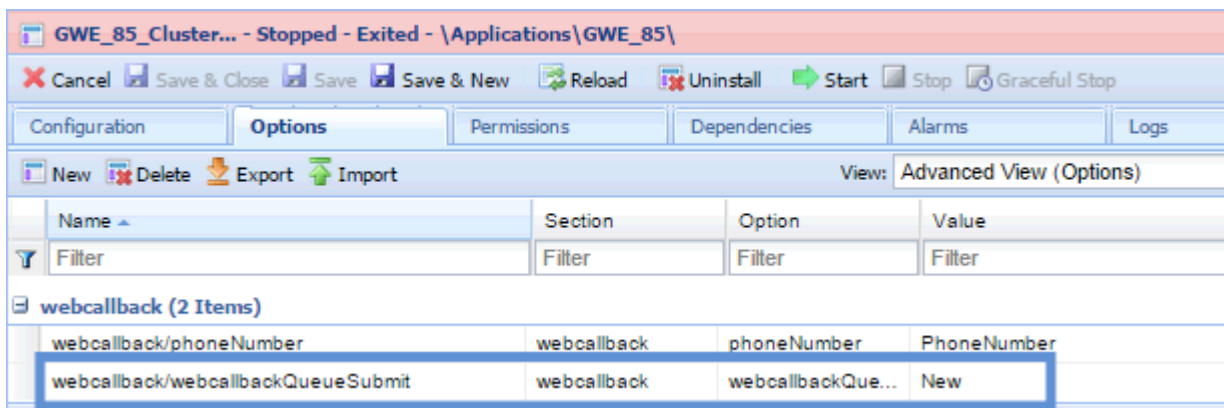 GWE_85_Cluster... - Stopped - Exited - \Applications\GWE_85\
Cancel Save & Close Save Save & New Reload Uninstall Start Stop Graceful Stop
Configuration Options Permissions Dependencies Alarms Logs
New Delete Export Import View: Advanced View (Options)
Name Section Option Value
Filter Filter Filter Filter
webcallback (2 Items)
webcallback/phoneNumber webcallback phoneNumber PhoneNumber
webcallback/webcallbackQueueSubmit webcallback webcallbackQue... New